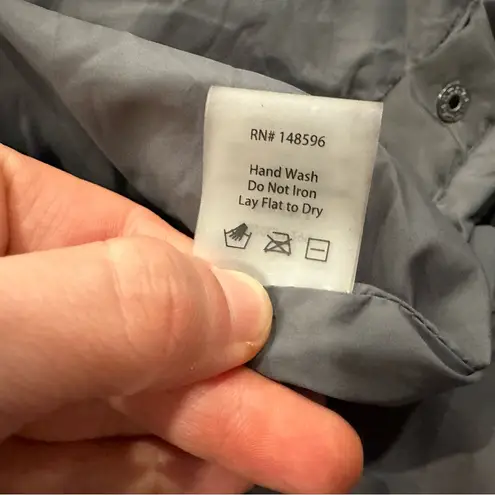 RN# 148596
Hand Wash
Do Not Iron
Lay Flat to Dry